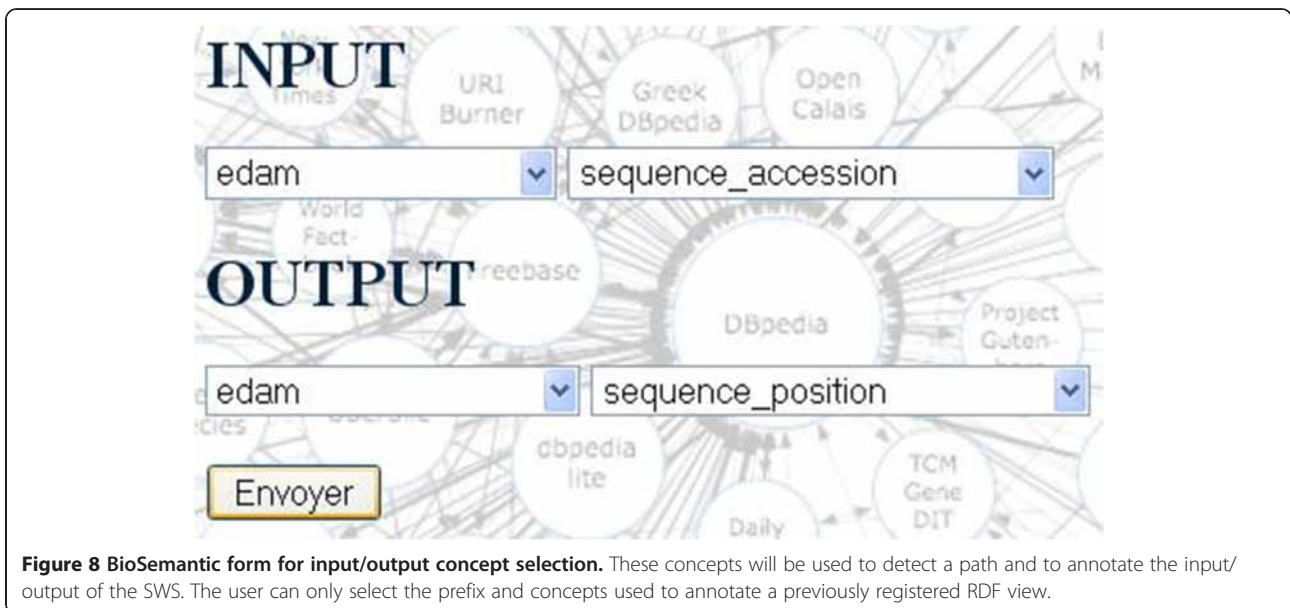 New
Times
INPUT
URI
Burner
Greek
DBpedia
Open
Calais
M
edam
sequence_accession
World
Fact-
OUTPUT
reebase
DBpedia
Project
Guten-
edam
sequence_position
cies
dbpedia
lite
TCM
Gene
DIT
Envoyer
Daily
Figure 8 BioSemantic form for input/output concept selection. These concepts will be used to detect a path and to annotate the input/
output of the SWS. The user can only select the prefix and concepts used to annotate a previously registered RDF view.